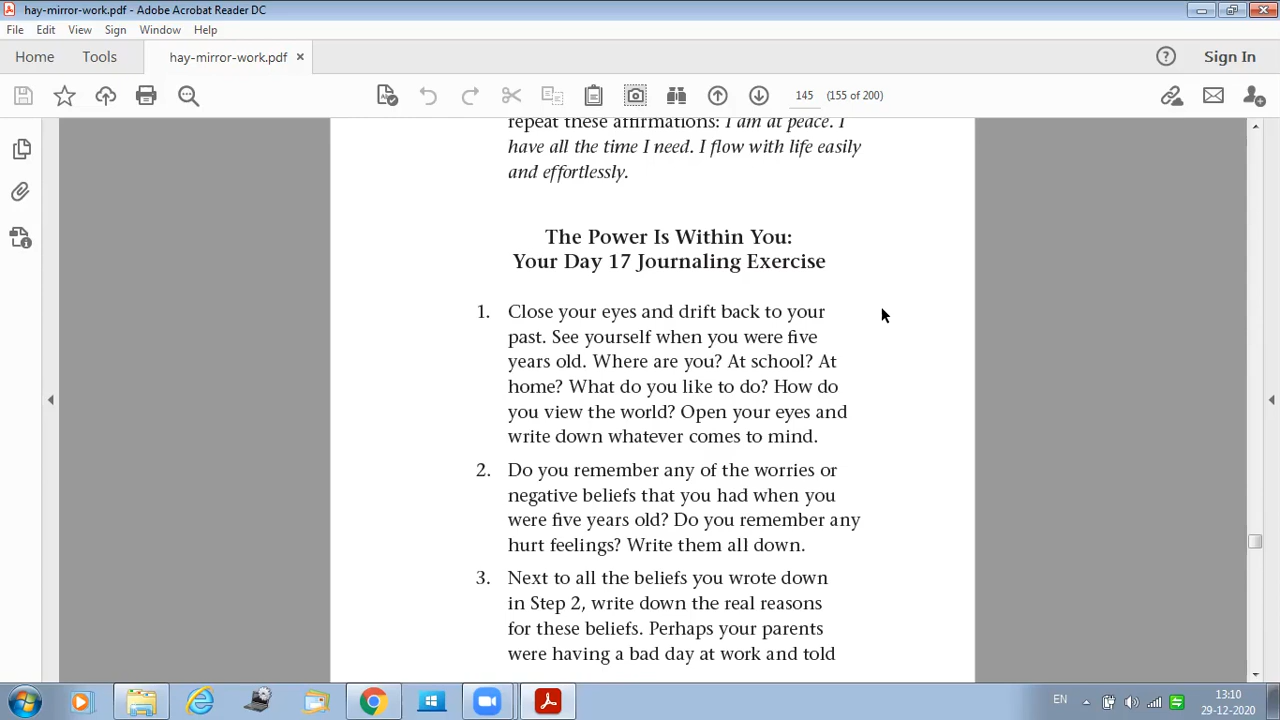 hay-mirror-work.pdf - Adobe Acrobat Reader DC
File Edit View Sign Window Help
Home Tools hay-mirror-work.pdf × Sign In
145 (155 of 200)
repeat these affirmations: I am at peace. I
have all the time I need. I flow with life easily
and effortlessly.
The Power Is Within You:
Your Day 17 Journaling Exercise
1. Close your eyes and drift back to your
past. See yourself when you were five
years old. Where are you? At school? At
home? What do you like to do? How do
you view the world? Open your eyes and
write down whatever comes to mind.
2. Do you remember any of the worries or
negative beliefs that you had when you
were five years old? Do you remember any
hurt feelings? Write them all down.
3. Next to all the beliefs you wrote down
in Step 2, write down the real reasons
for these beliefs. Perhaps your parents
were having a bad day at work and told
EN 13:10
29-12-2020